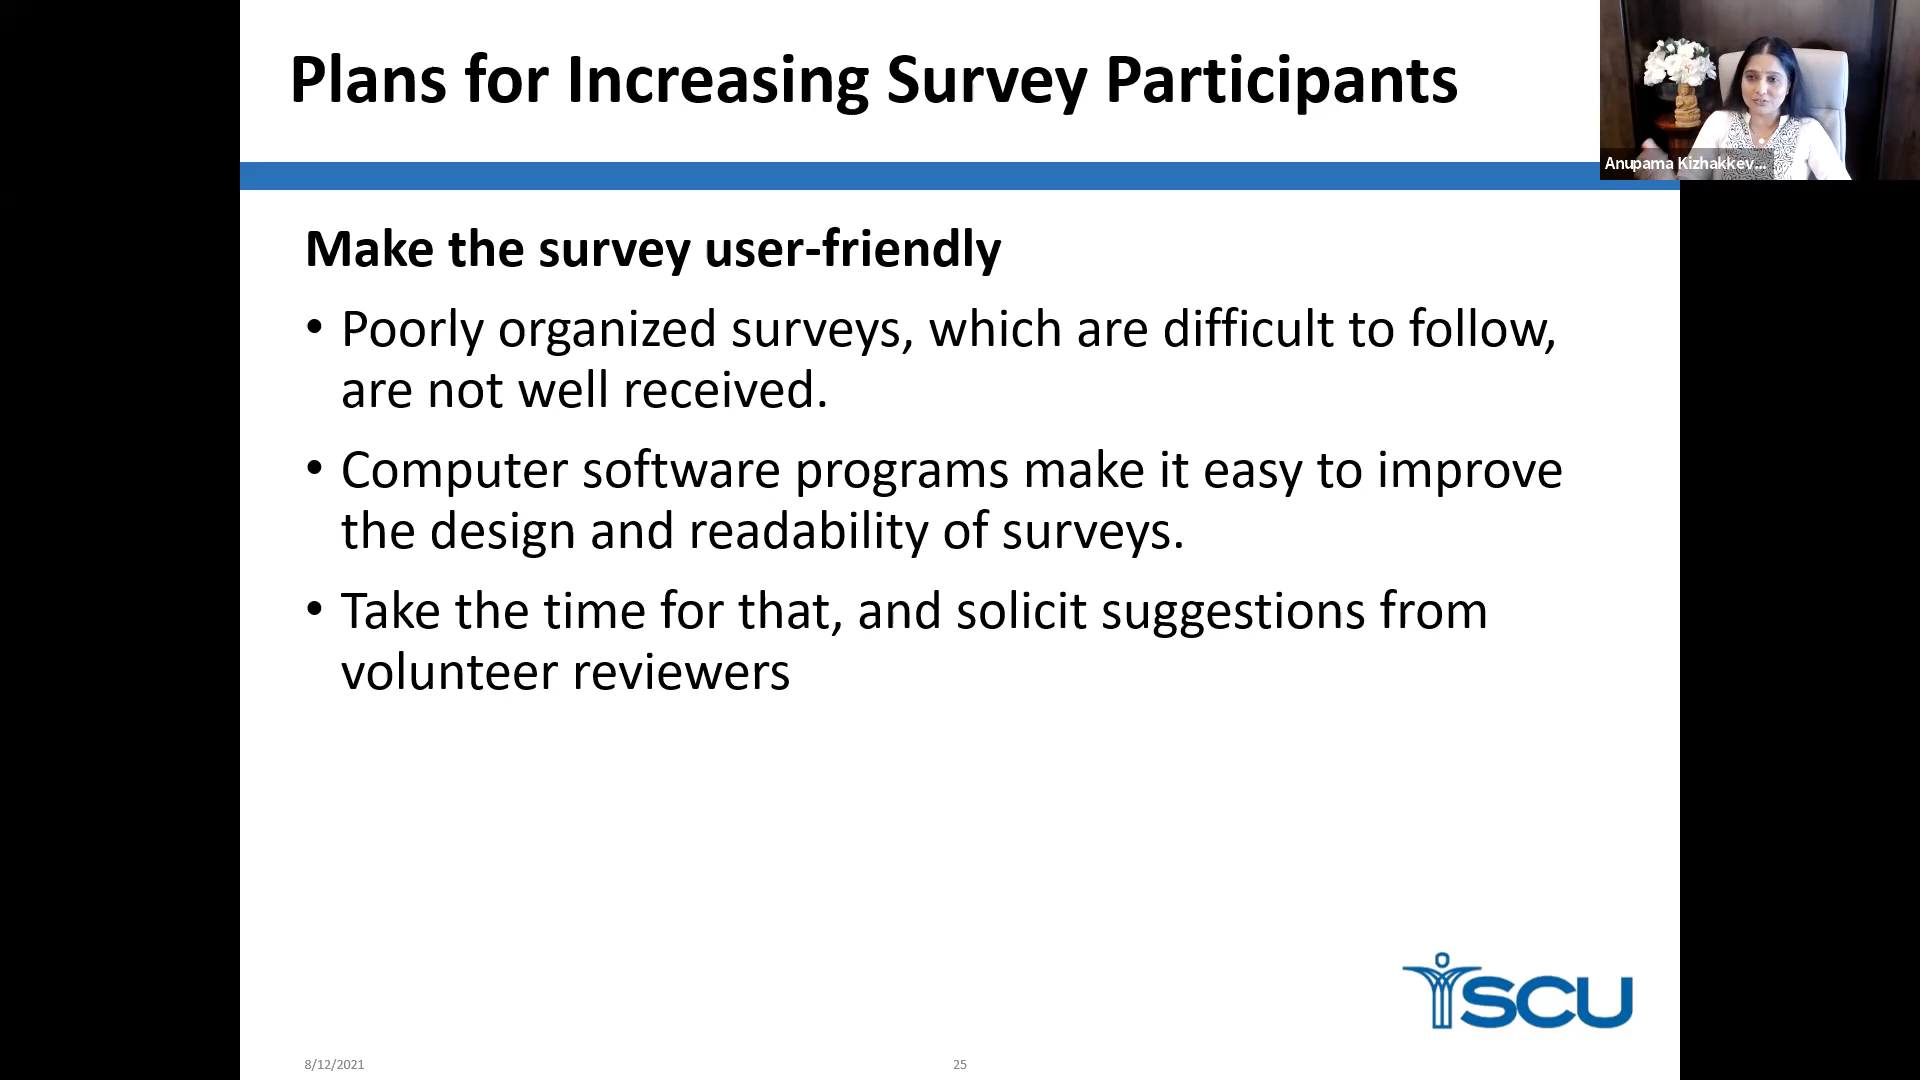 Plans for Increasing Survey Participants
Anupama Kizhakkev...
Make the survey user-friendly
• Poorly organized surveys, which are difficult to follow,
are not well received.
• Computer software programs make it easy to improve
the design and readability of surveys.
• Take the time for that, and solicit suggestions from
volunteer reviewers
SCU
8/12/2021
25